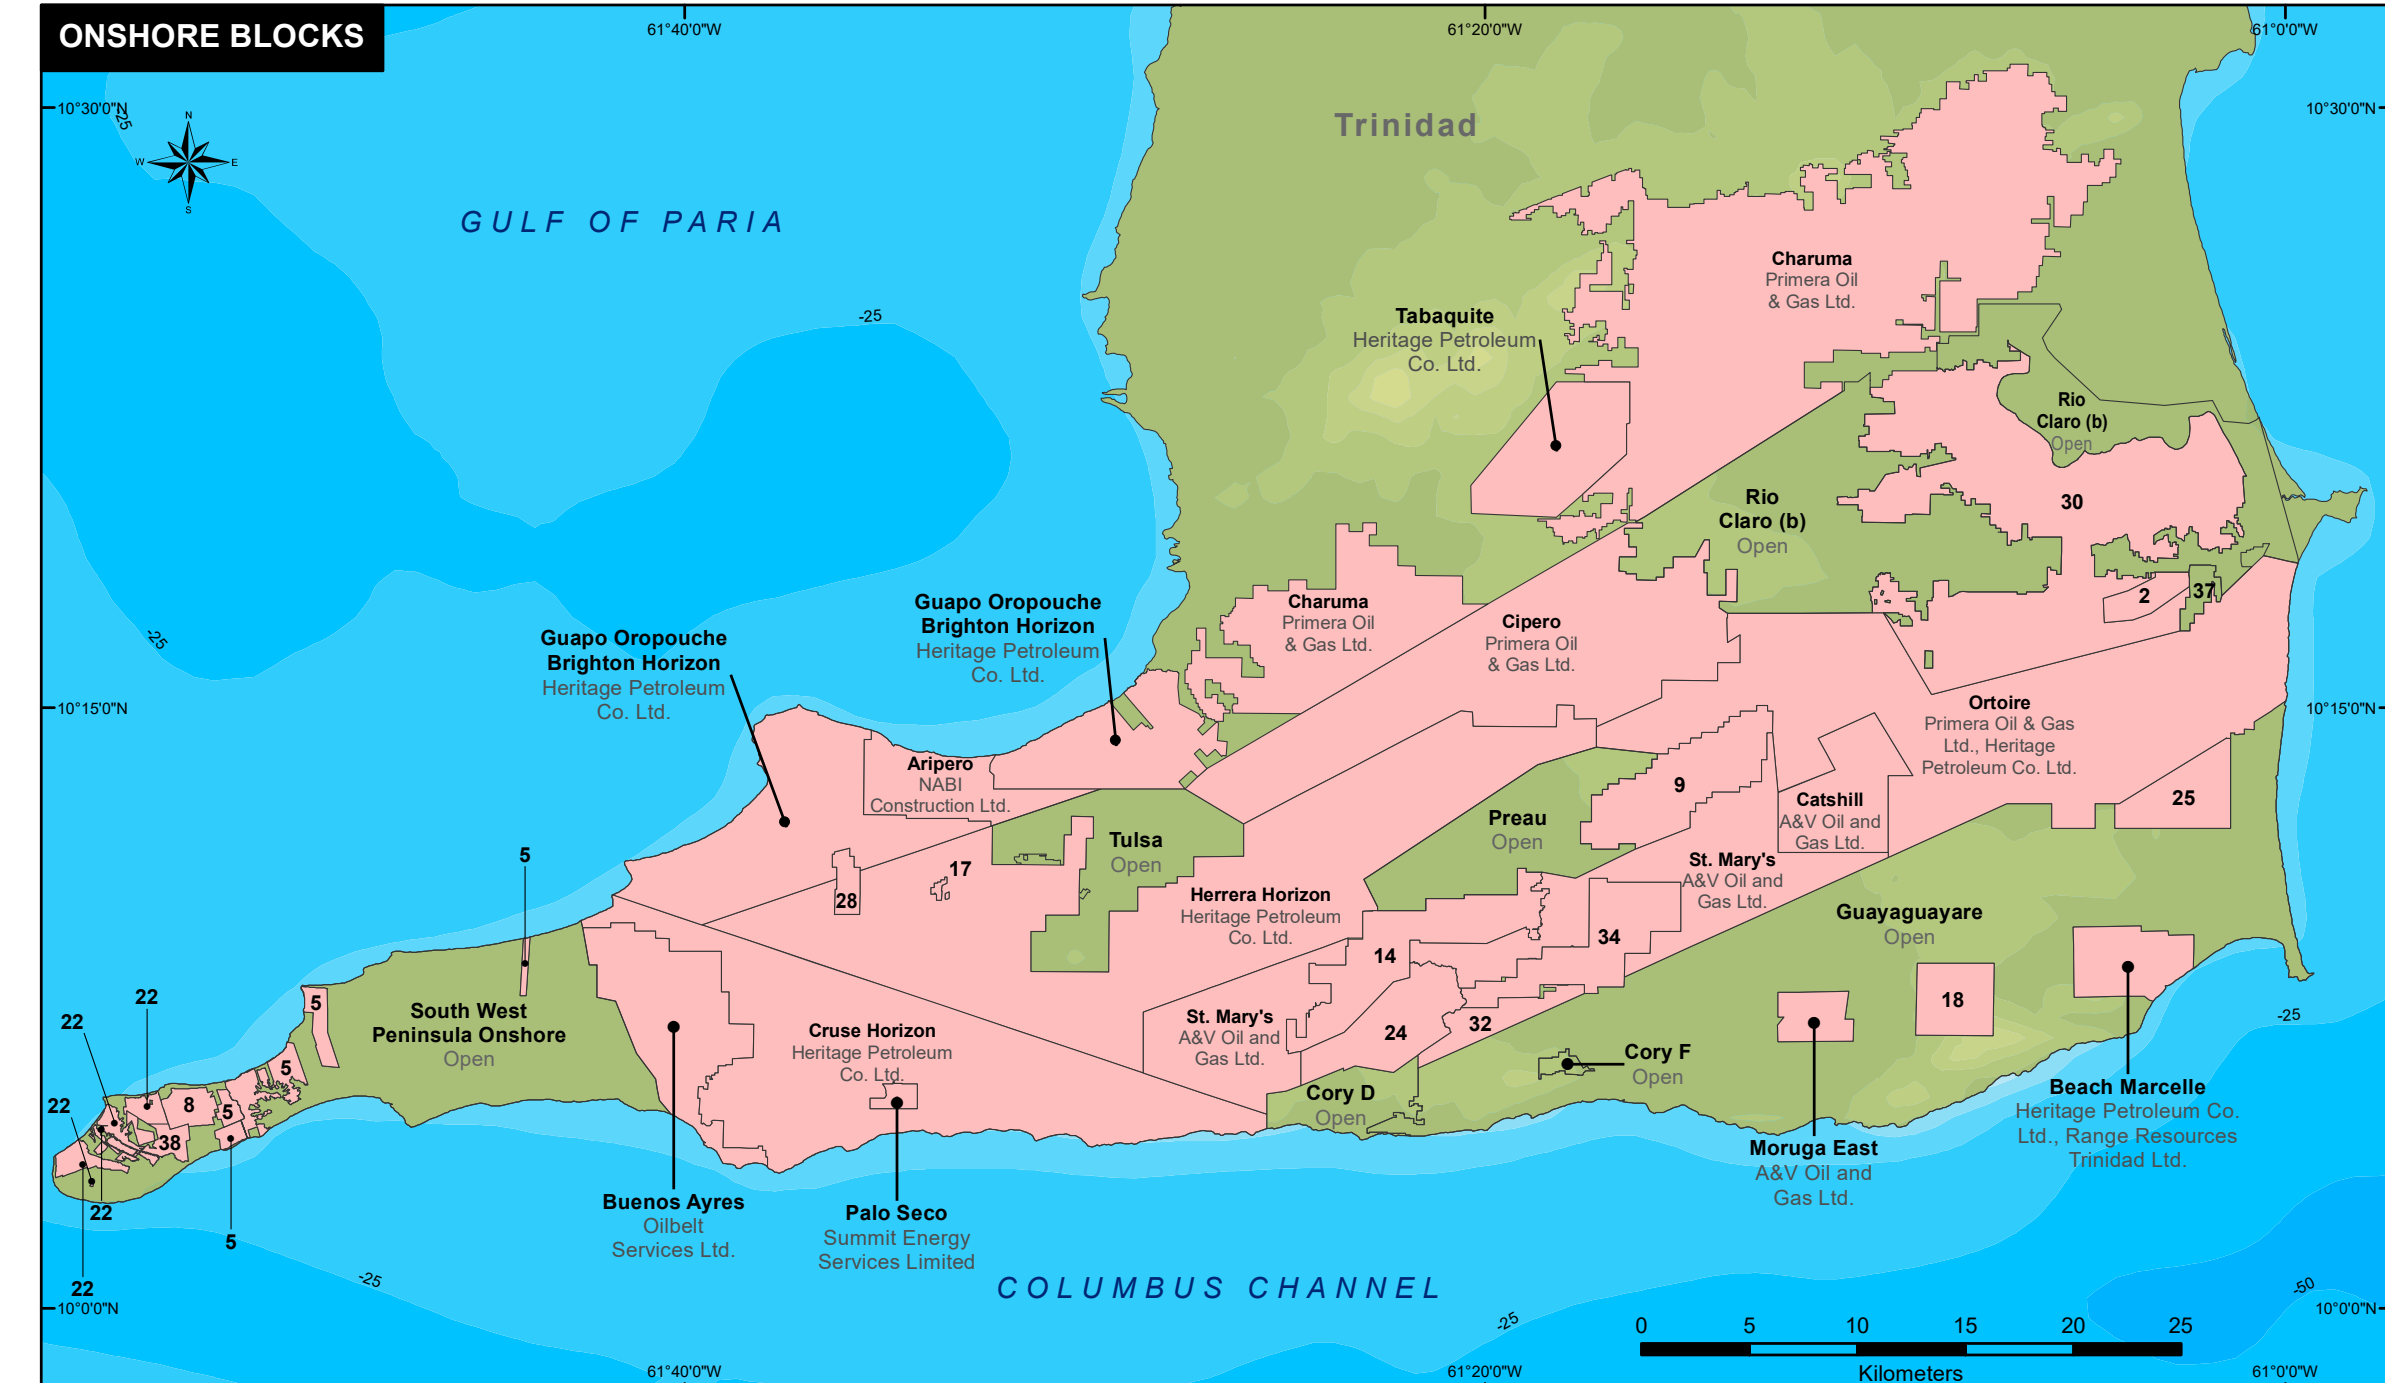 ONSHORE BLOCKS
61°40'0"W
61°20'0"W
61°0'0"W
10°30'0"N
-25
10°30'0"N
N
W
E
S
Trinidad
GULF OF PARIA
-25
Charuma
Primera Oil
& Gas Ltd.
Tabaquite
Heritage Petroleum
Co. Ltd.
Rio
Claro (b)
Open
Rio
Claro (b)
Open
30
2
37
Guapo Oropouche
Brighton Horizon
Heritage Petroleum
Co. Ltd.
Guapo Oropouche
Brighton Horizon
Heritage Petroleum
Co. Ltd.
-25
Charuma
Primera Oil
& Gas Ltd.
Cipero
Primera Oil
& Gas Ltd.
10°15'0"N
10°15'0"N
Ortoire
Primera Oil & Gas
Ltd., Heritage
Petroleum Co. Ltd.
Aripero
NABI
Construction Ltd.
9
Catshill
A&V Oil and
Gas Ltd.
25
Preau
Open
Tulsa
Open
5
17
28
St. Mary's
A&V Oil and
Gas Ltd.
Herrera Horizon
Heritage Petroleum
Co. Ltd.
Guayaguayare
Open
34
14
18
-25
22
5
22
South West
Peninsula Onshore
Open
Cruse Horizon
Heritage Petroleum
Co. Ltd.
St. Mary's
A&V Oil and
Gas Ltd.
24
32
Cory F
Open
5
22
8
5
38
Cory D
Open
Beach Marcelle
Heritage Petroleum Co.
Ltd., Range Resources
Trinidad Ltd.
Moruga East
A&V Oil and
Gas Ltd.
22
5
22
Buenos Ayres
Oilbelt
Services Ltd.
Palo Seco
Summit Energy
Services Limited
-25
COLUMBUS CHANNEL
-25
-50
10°0'0"N
10°0'0"N
0 5 10 15 20 25
Kilometers
61°40'0"W
61°20'0"W
61°0'0"W